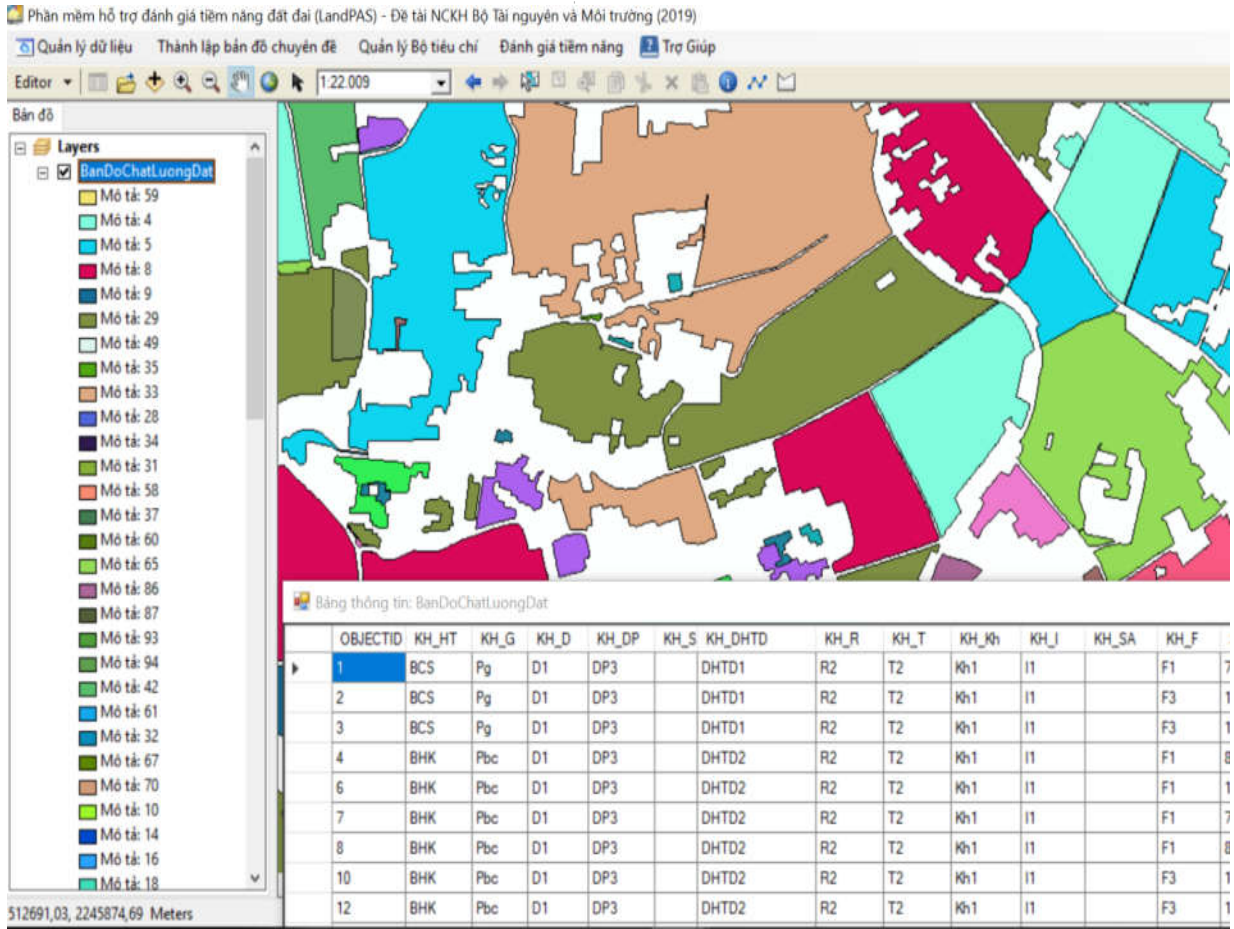 Phần mềm hỗ trợ đánh giá tiềm năng đất đai (LandPAS) - Đề tài NCKH Bộ Tài nguyên và Môi trường (2019)
Quản lý dữ liệu Thành lập bản đồ chuyên đề Quản lý Bộ tiêu chí Đánh giá tiềm năng Trợ Giúp
Editor 1:22.009
Bản đồ
Layers
BanDoChatLuongDat
Mô tả: 59
Mô tả: 4
Mô tả: 5
Mô tả: 8
Mô tả: 9
Mô tả: 29
Mô tả: 49
Mô tả: 35
Mô tả: 33
Mô tả: 28
Mô tả: 34
Mô tả: 31
Mô tả: 58
Mô tả: 37
Mô tả: 60
Mô tả: 65
Mô tả: 86
Mô tả: 87
Mô tả: 93
Mô tả: 94
Mô tả: 42
Mô tả: 61
Mô tả: 32
Mô tả: 67
Mô tả: 70
Mô tả: 10
Mô tả: 14
Mô tả: 16
Mô tả: 18
512691,03, 2245874,69 Meters
Bảng thông tin: BanDoChatLuongDat
OBJECTID KH_HT KH_G KH_D KH_DP KH_S KH_DHTD KH_R KH_T KH_Kh KH_I KH_SA KH_F
1 BCS Pg D1 DP3 DHTD1 R2 T2 Kh1 I1 F1 7
2 BCS Pg D1 DP3 DHTD1 R2 T2 Kh1 I1 F3 1
3 BCS Pg D1 DP3 DHTD1 R2 T2 Kh1 I1 F3 1
4 BHK Pbc D1 DP3 DHTD2 R2 T2 Kh1 I1 F1 8
6 BHK Pbc D1 DP3 DHTD2 R2 T2 Kh1 I1 F1 1
7 BHK Pbc D1 DP3 DHTD2 R2 T2 Kh1 I1 F1 7
8 BHK Pbc D1 DP3 DHTD2 R2 T2 Kh1 I1 F1 8
10 BHK Pbc D1 DP3 DHTD2 R2 T2 Kh1 I1 F3 1
12 BHK Pbc D1 DP3 DHTD2 R2 T2 Kh1 I1 F3 1